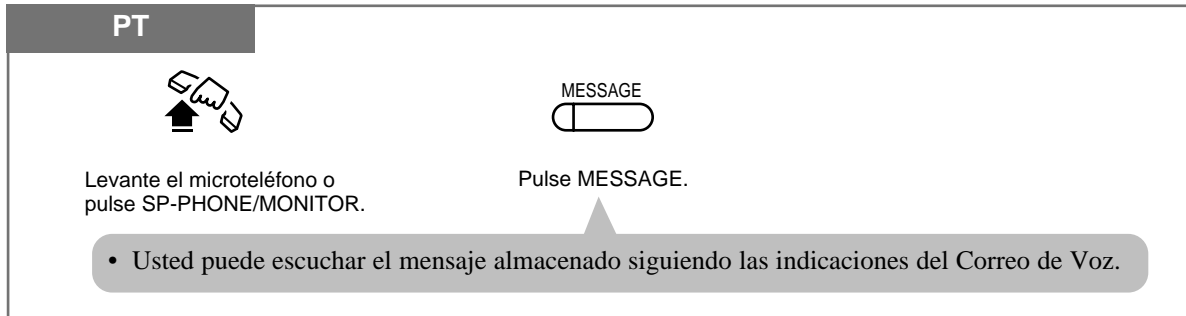 PT
MESSAGE
Levante el microteléfono o
pulse SP-PHONE/MONITOR.
Pulse MESSAGE.
• Usted puede escuchar el mensaje almacenado siguiendo las indicaciones del Correo de Voz.